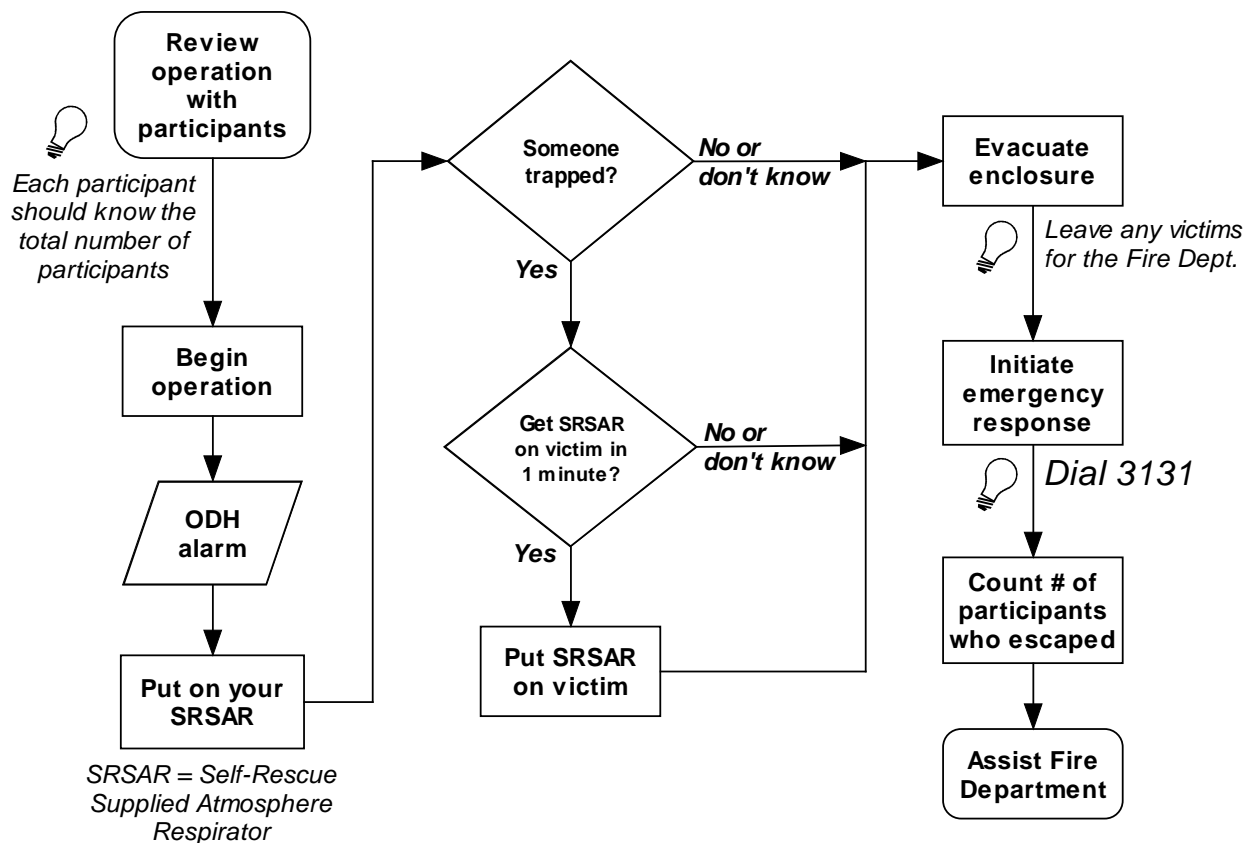 Review
operation
with
participants
Each participant
should know the
total number of
participants
Begin
operation
ODH
alarm
Put on your
SRSAR
SRSAR = Self-Rescue
Supplied Atmosphere
Respirator
Someone
trapped?
No or
don't know
Yes
Get SRSAR
on victim in
1 minute?
No or
don't know
Yes
Put SRSAR
on victim
Evacuate
enclosure
Leave any victims
for the Fire Dept.
Initiate
emergency
response
Dial 3131
Count # of
participants
who escaped
Assist Fire
Department